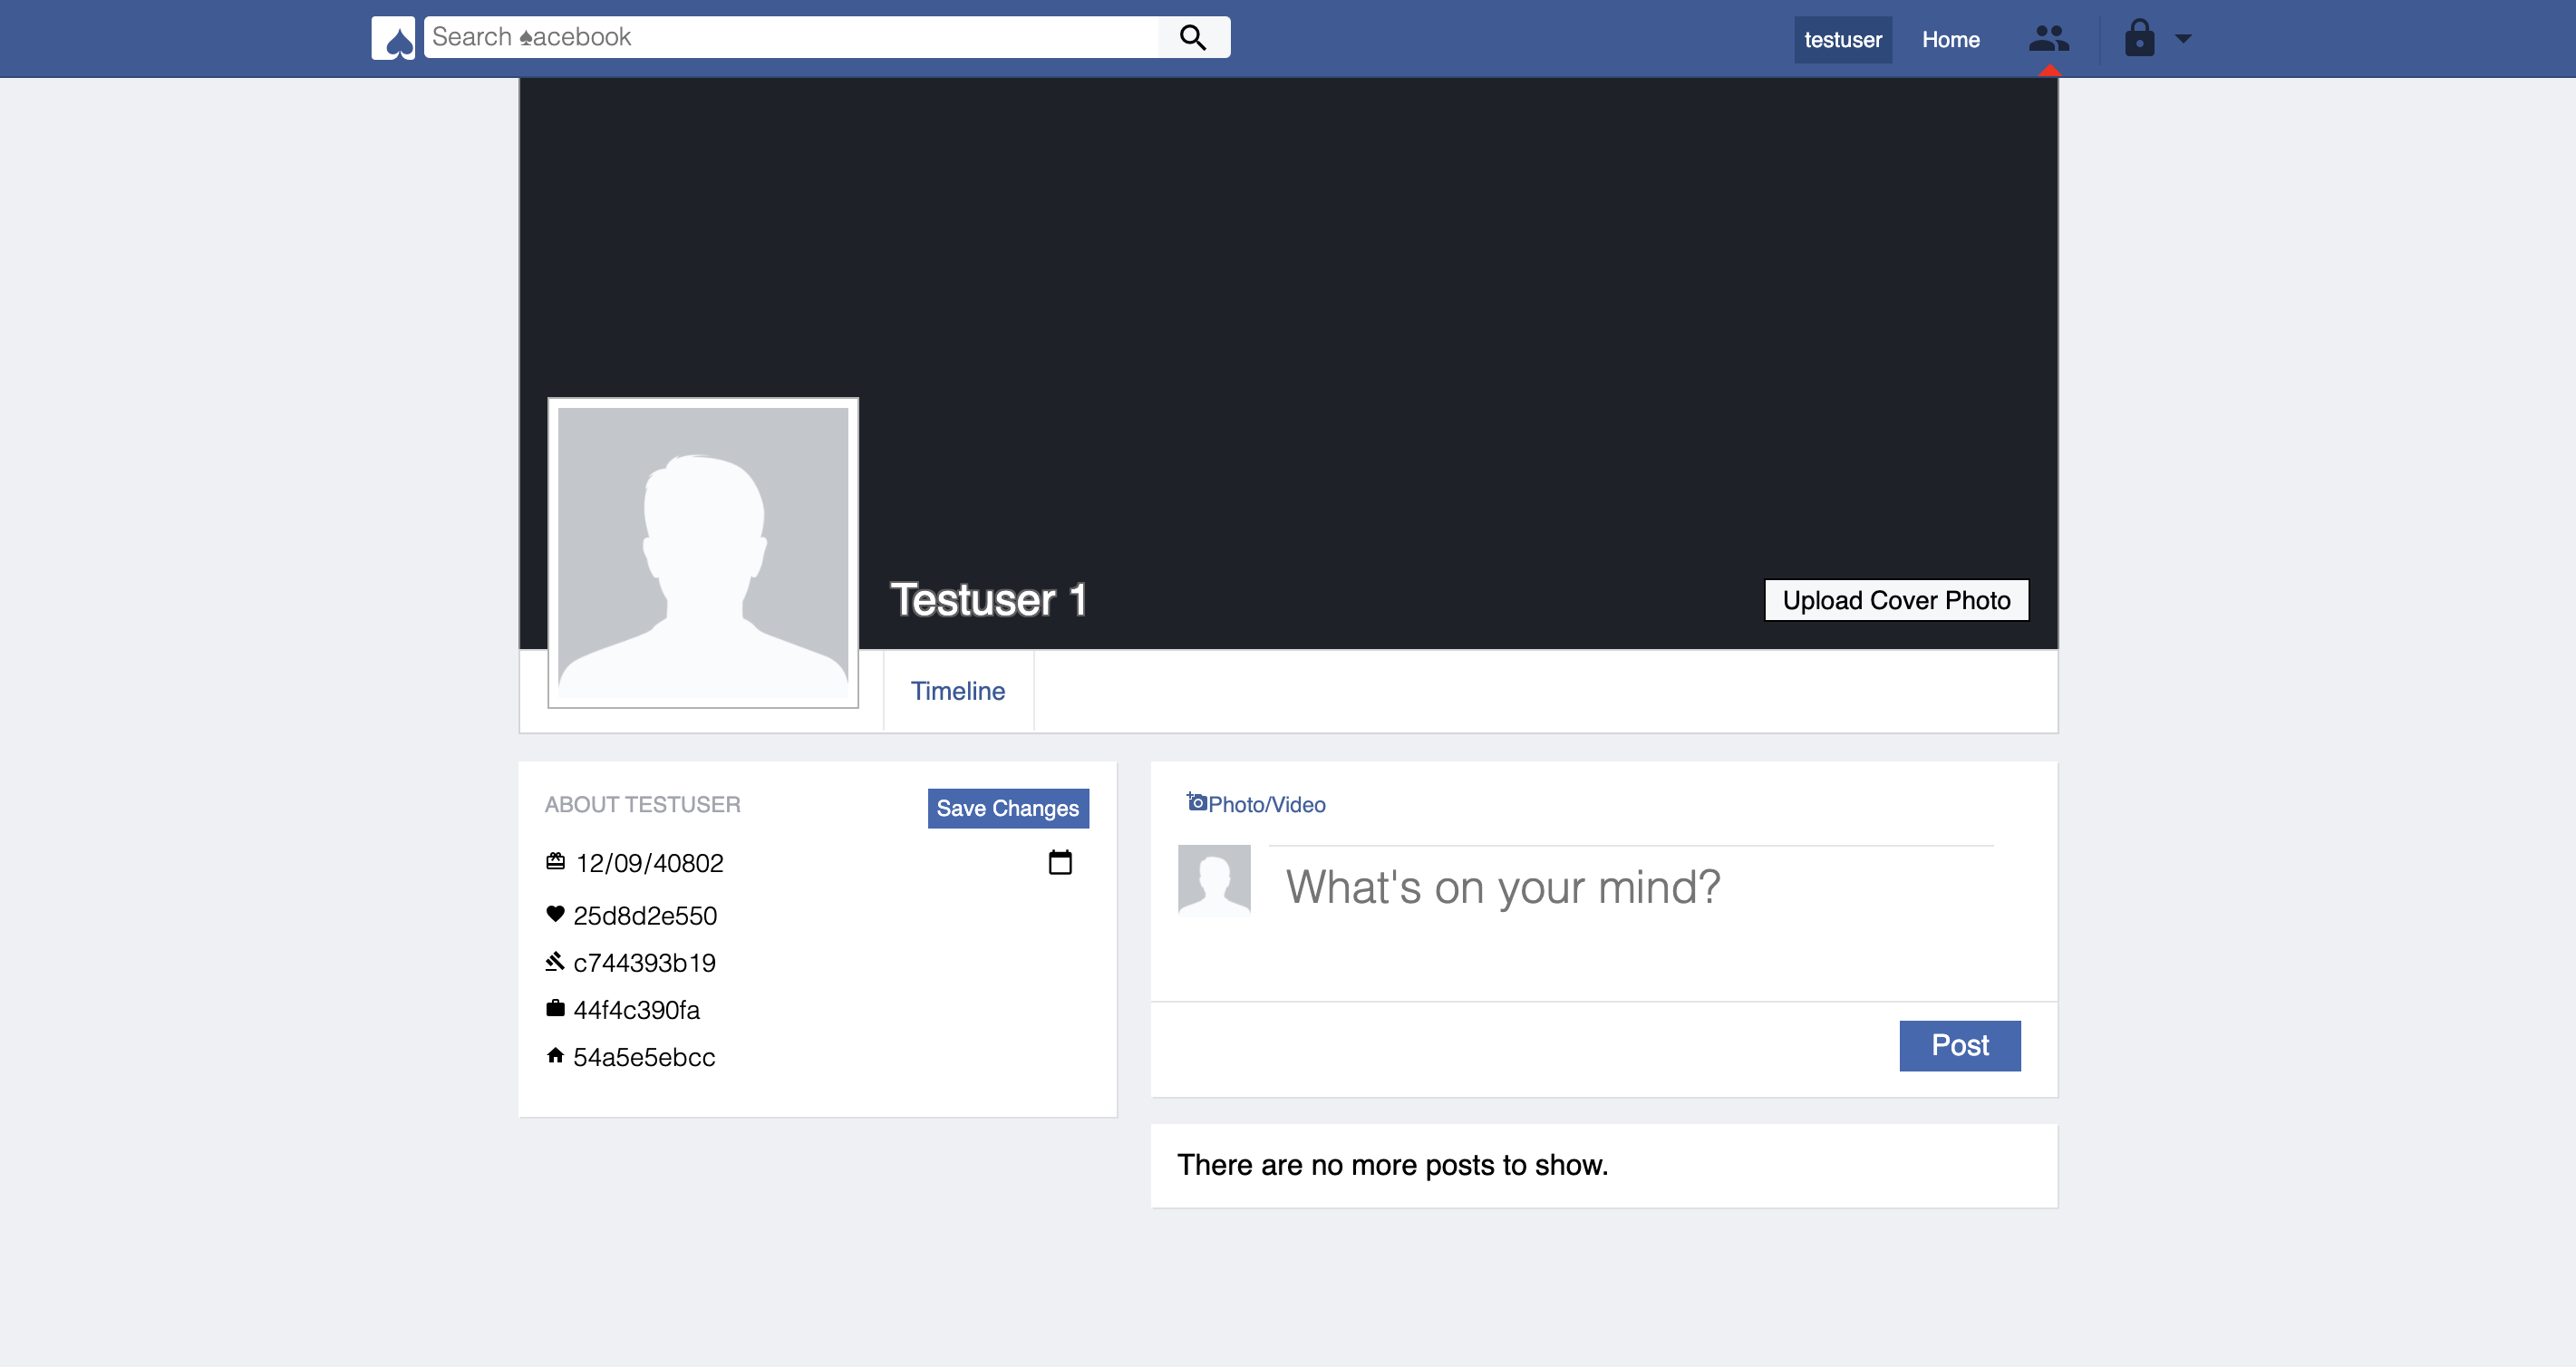 Search ♠acebook
testuser
Home
Testuser 1
Upload Cover Photo
Timeline
ABOUT TESTUSER
Save Changes
12/09/40802
25d8d2e550
c744393b19
44f4c390fa
54a5e5ebcc
Photo/Video
What's on your mind?
Post
There are no more posts to show.